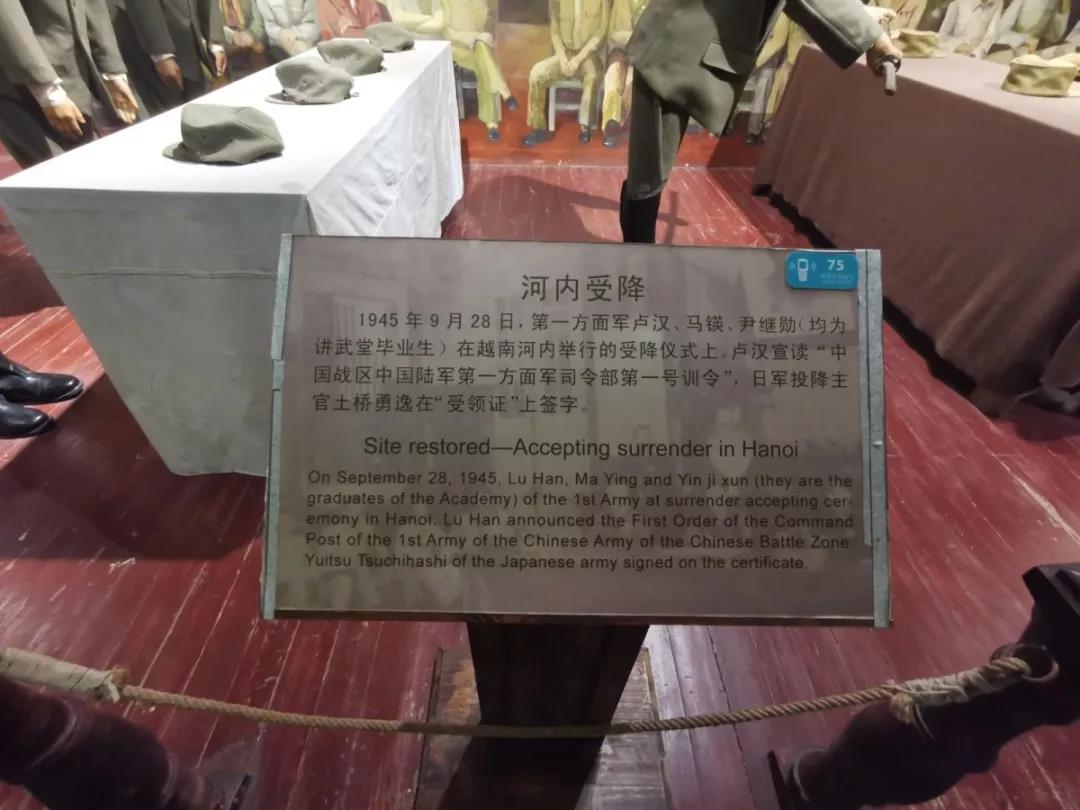 75
河内受降
1945年9月28日，第一方面军卢汉、马锳、尹继勋（均为
讲武堂毕业生）在越南河内举行的受降仪式上。卢汉宣读“中
国战区中国陆军第一方面军司令部第一号训令”，日军投降主
官土桥勇逸在“受领证”上签字。
Site restored—Accepting surrender in Hanoi
On September 28, 1945, Lu Han, Ma Ying and Yin ji xun (they are the
graduates of the Academy) of the 1st Army at surrender accepting cer-
emony in Hanoi. Lu Han announced the First Order of the Command
Post of the 1st Army of the Chinese Army of the Chinese Battle Zone
Yuitsu Tsuchihashi of the Japanese army signed on the certificate.